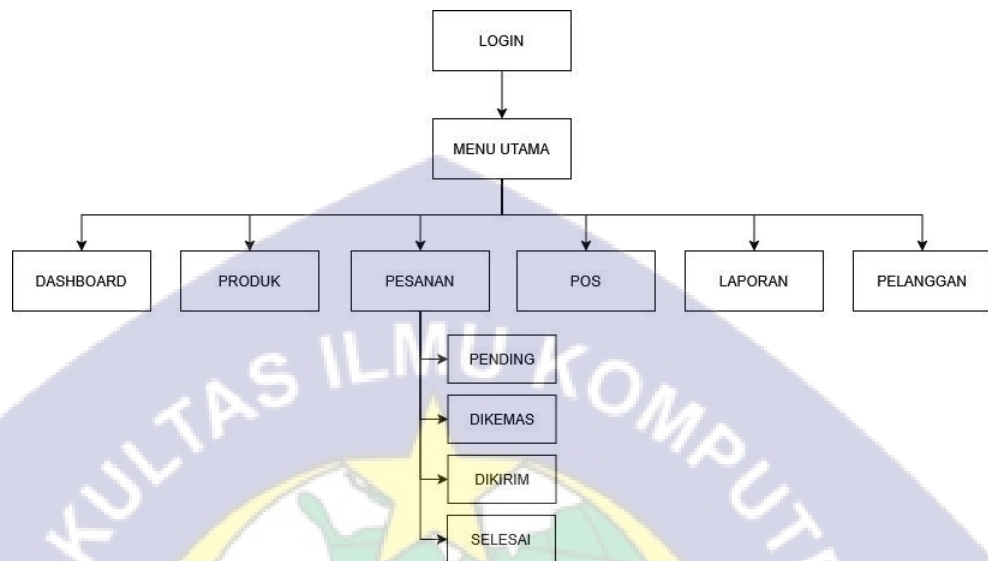 LOGIN
MENU UTAMA
DASHBOARD
PRODUK
PESANAN
POS
LAPORAN
PELANGGAN
PENDING
DIKEMAS
DIKIRIM
SELESAI
KULTAS ILMU KOMPUT